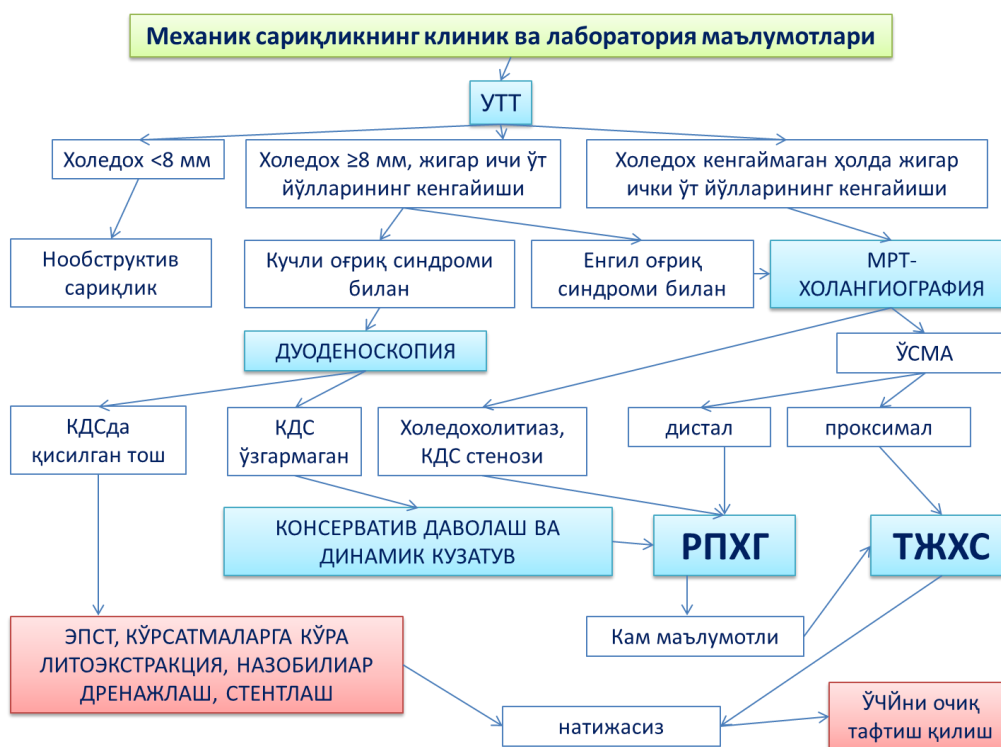 Механик сариқликнинг клиник ва лаборатория маълумотлари
УТТ
Холедох <8 мм
Холедох ≥8 мм, жигар ичи ўт
йўлларининг кенгайиши
Холедох кенгаймаган ҳолда жигар
ички ўт йўлларининг кенгайиши
Нообструктив
сариқлик
Кучли оғриқ синдроми
билан
Енгил оғриқ
синдроми билан
МРТ-
ХОЛАНГИОГРАФИЯ
ДУОДЕНОСКОПИЯ
ЎСМА
КДСда
қисилган тош
КДС
ўзгармаган
Холедохолитиаз,
КДС стенози
дистал
проксимал
КОНСЕРВАТИВ ДАВОЛАШ ВА
ДИНАМИК КУЗАТУВ
РПХГ
ТЖХС
ЭПСТ, КЎРСАТМАЛАРГА КЎРА
ЛИТОЭКСТРАКЦИЯ, НАЗОБИЛИАР
ДРЕНАЖЛАШ, СТЕНТЛАШ
Кам маълумотли
натижасиз
ЎЧЙни очиқ
тафтиш қилиш